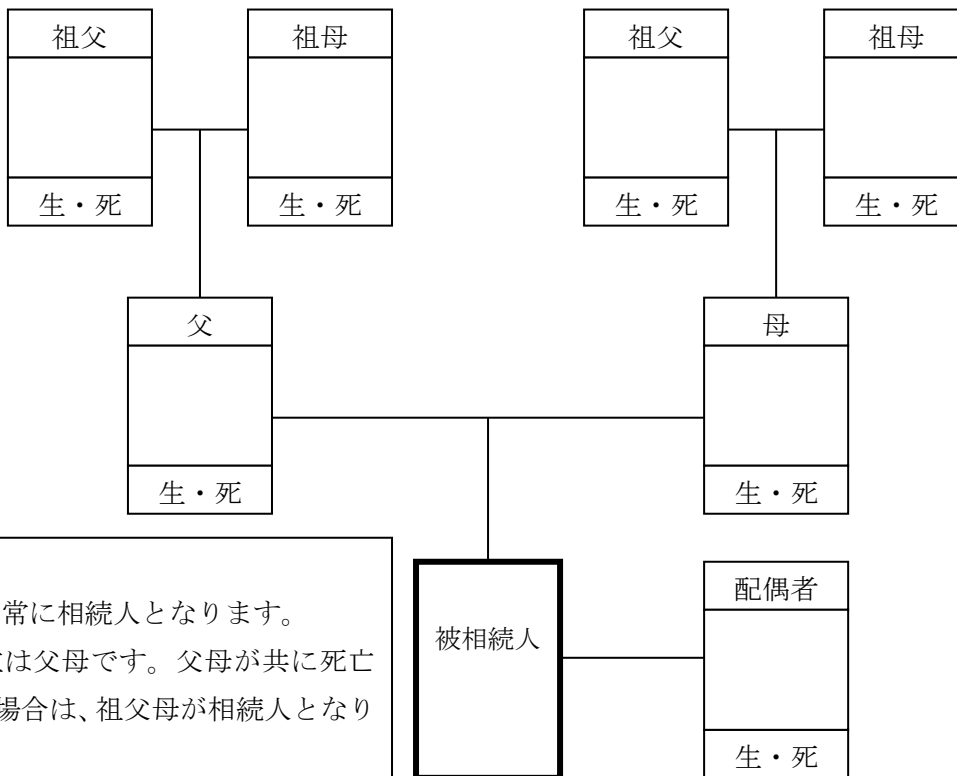 祖父
祖母
祖父
祖母
生・死
生・死
生・死
生・死
父
母
生・死
生・死
常に相続人となります。
は父母です。父母が共に死亡
場合は、祖父母が相続人となり
被相続人
配偶者
生・死